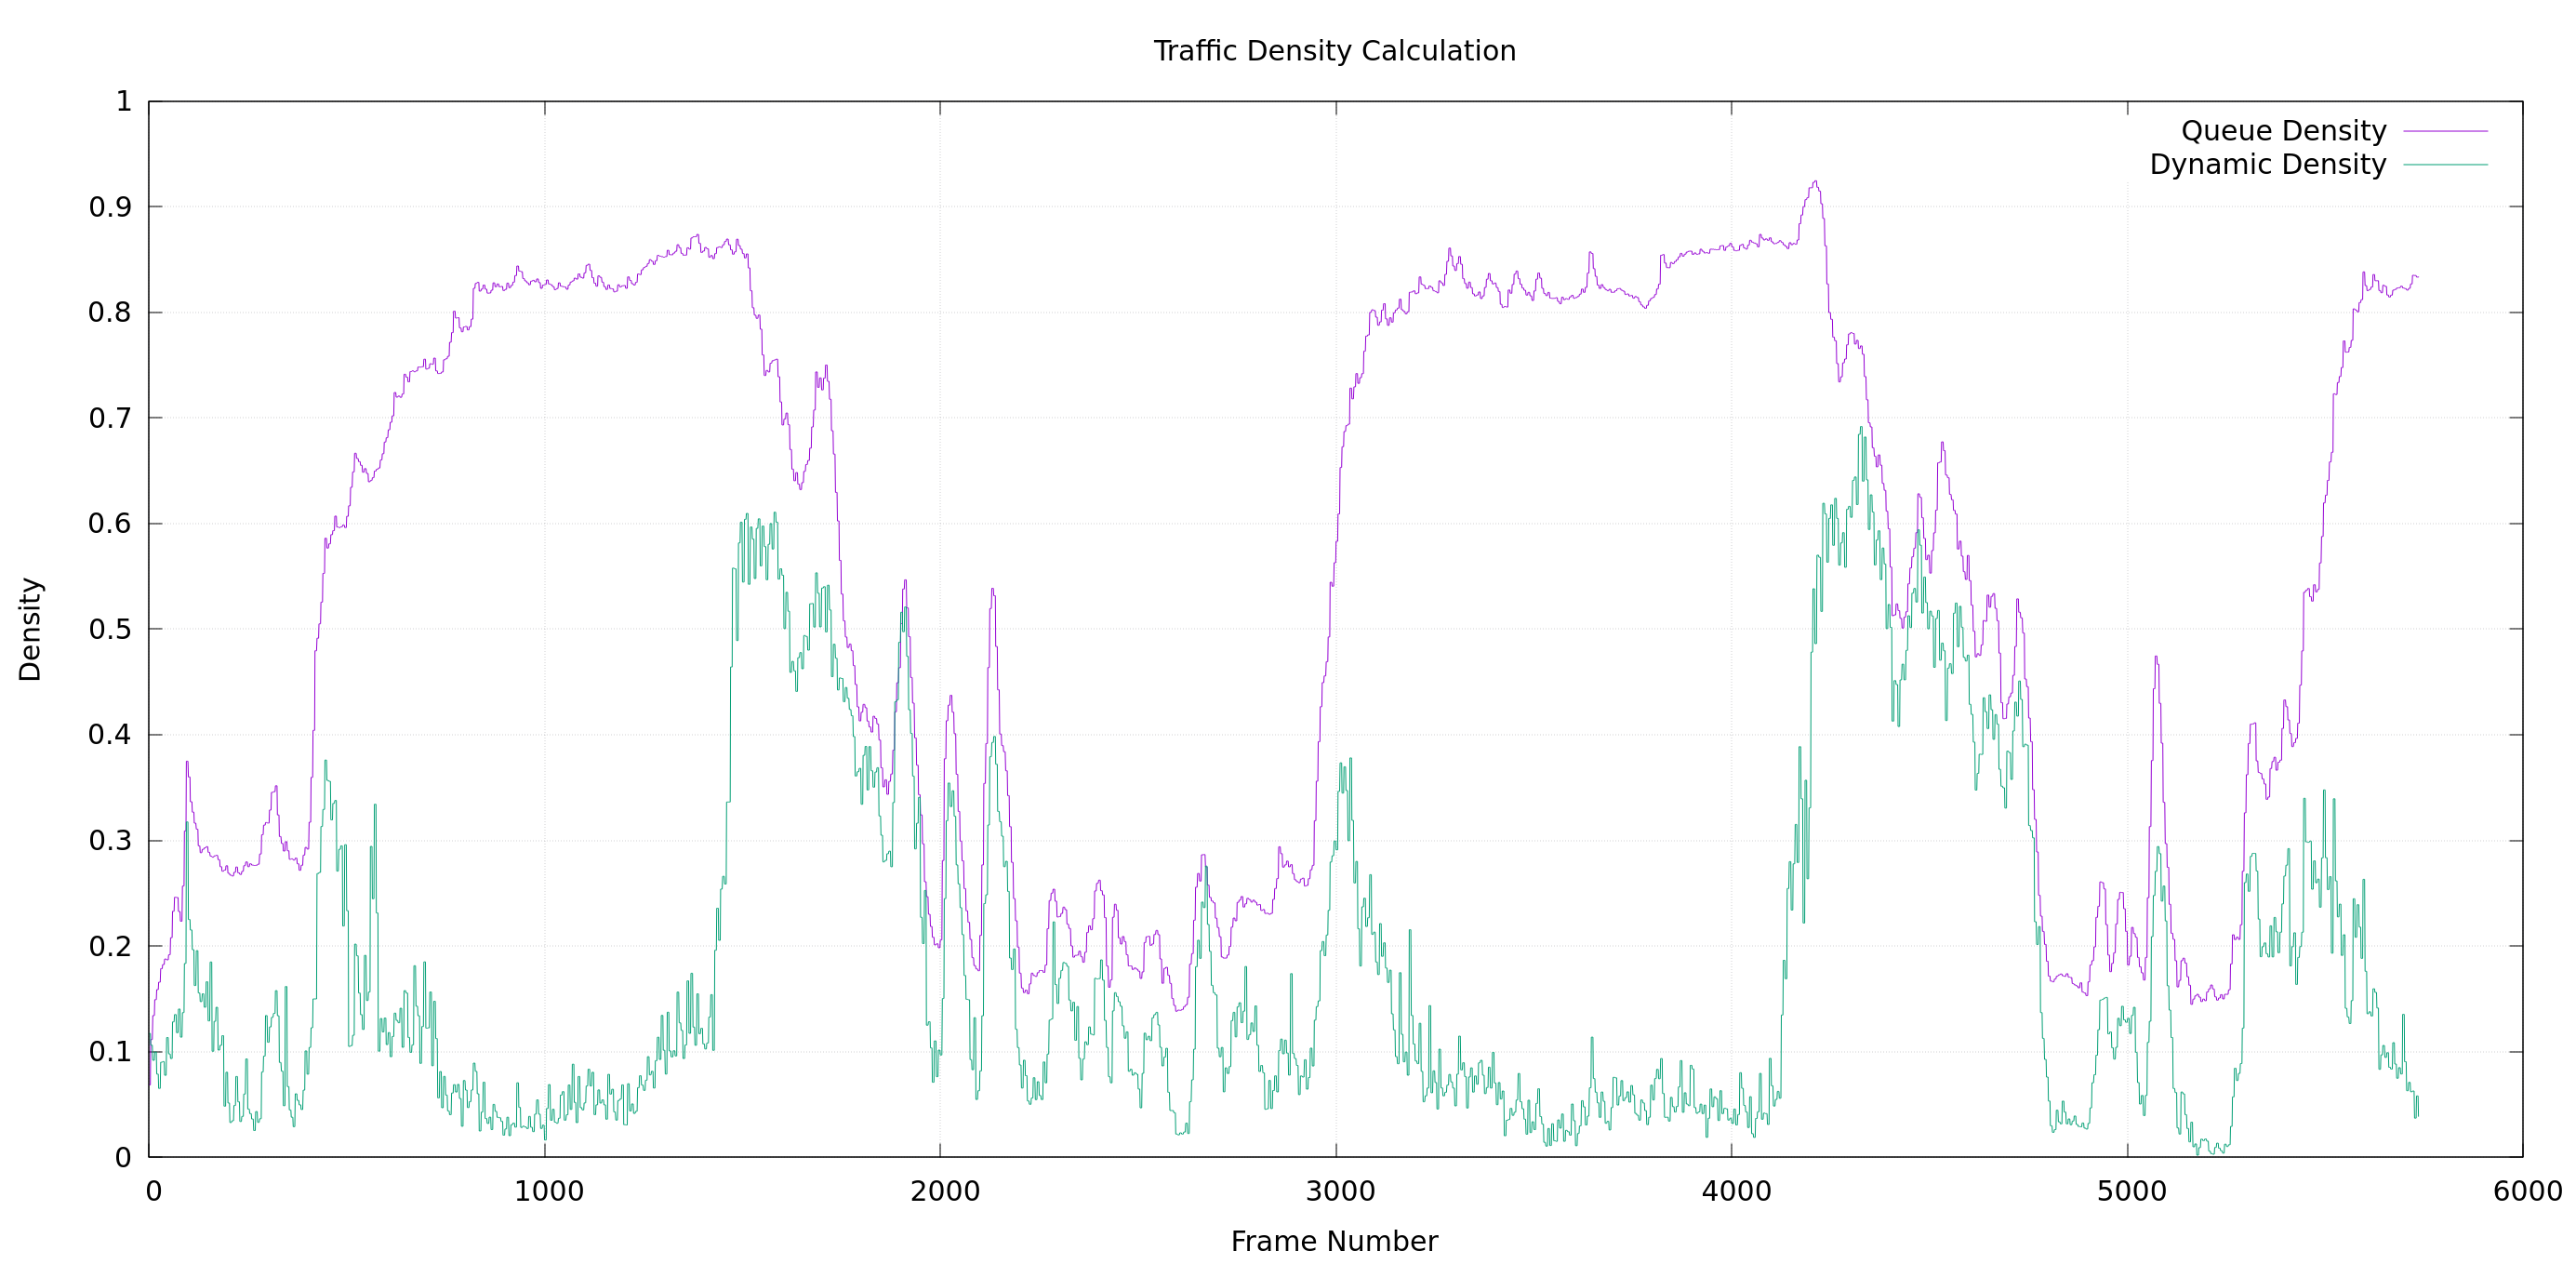 Traffic Density Calculation
Queue Density
Dynamic Density
1
0.9
0.8
0.7
0.6
0.5
0.4
0.3
0.2
0.1
0
Density
0 1000 2000 3000 4000 5000 6000
Frame Number